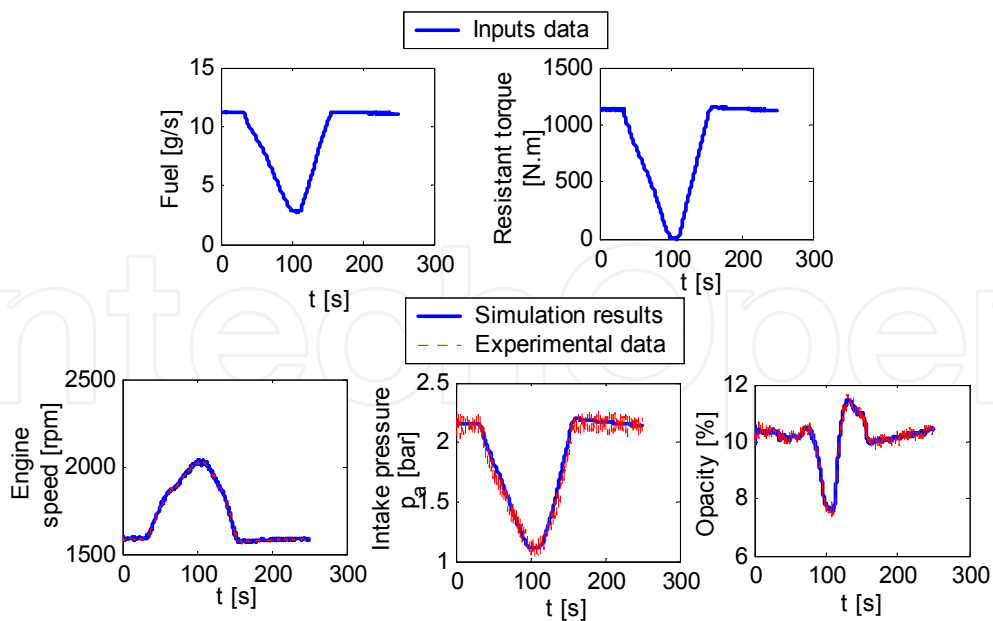 Inputs data
15
10
5
0
Fuel [g/s]
0 100 200 300
t [s]
1500
1000
500
0
Resistant torque
[N.m]
0 100 200 300
t [s]
Simulation results
Experimental data
2500
2000
1500
Engine
speed [rpm]
0 100 200 300
t [s]
2.5
2
1.5
1
Intake pressure
p_a [bar]
0 100 200 300
t [s]
12
10
8
6
Opacity [%]
0 100 200 300
t [s]
ntechOpe